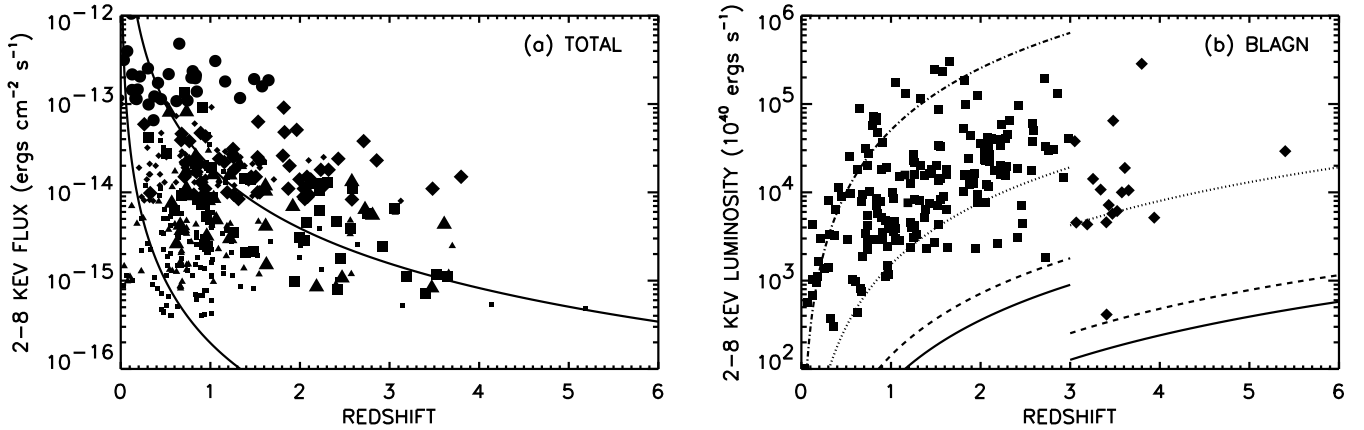 (a) TOTAL
2−8 KEV FLUX (ergs cm⁻² s⁻¹)
10⁻¹²
10⁻¹³
10⁻¹⁴
10⁻¹⁵
10⁻¹⁶
0 1 2 3 4 5 6
REDSHIFT
(b) BLAGN
2−8 KEV LUMINOSITY (10⁴⁰ ergs s⁻¹)
10⁶
10⁵
10⁴
10³
10²
0 1 2 3 4 5 6
REDSHIFT